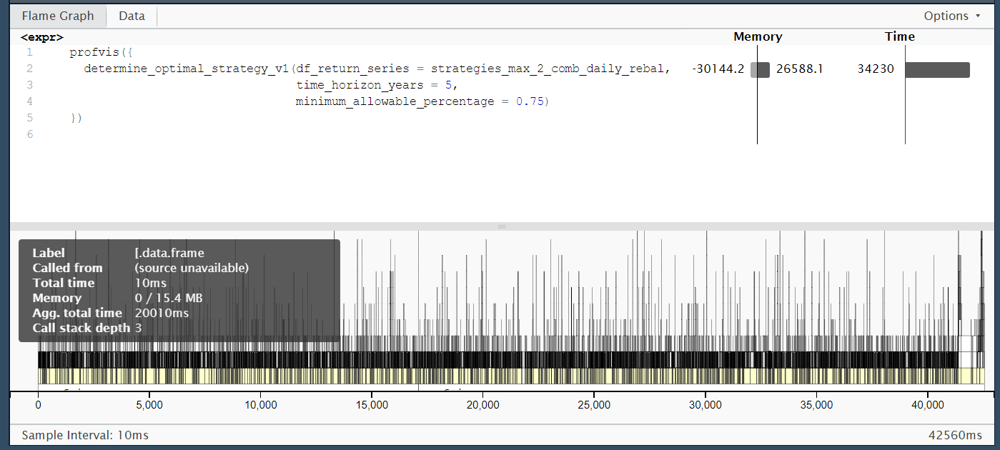 Flame Graph Data Options ▾
<expr> Memory Time
1 profvis({
2 determine_optimal_strategy_v1(df_return_series = strategies_max_2_comb_daily_rebal, -30144.2 26588.1 34230
3 time_horizon_years = 5,
4 minimum_allowable_percentage = 0.75)
5 })
6
Label [.data.frame
Called from (source unavailable)
Total time 10ms
Memory 0 / 15.4 MB
Agg. total time 20010ms
Call stack depth 3
0 5,000 10,000 15,000 20,000 25,000 30,000 35,000 40,000
Sample Interval: 10ms 42560ms